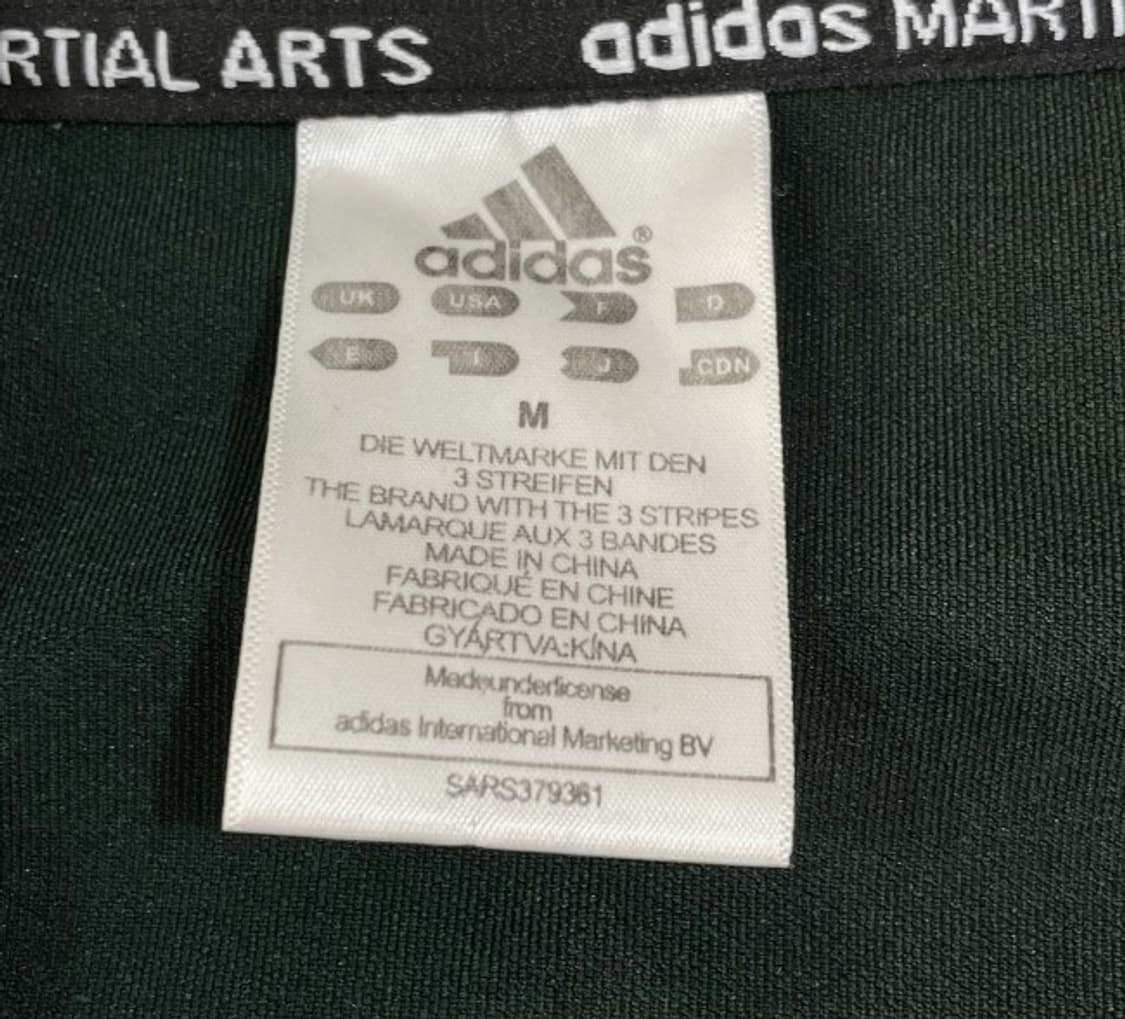 RTIAL ARTS adidas MARTI
adidas®
UK USA F D
E I J CDN
M
DIE WELTMARKE MIT DEN
3 STREIFEN
THE BRAND WITH THE 3 STRIPES
LAMARQUE AUX 3 BANDES
MADE IN CHINA
FABRIQUÉ EN CHINE
FABRICADO EN CHINA
GYÁRTVA:KÍNA
Madeunderlicense
from
adidas International Marketing BV
SARS379361